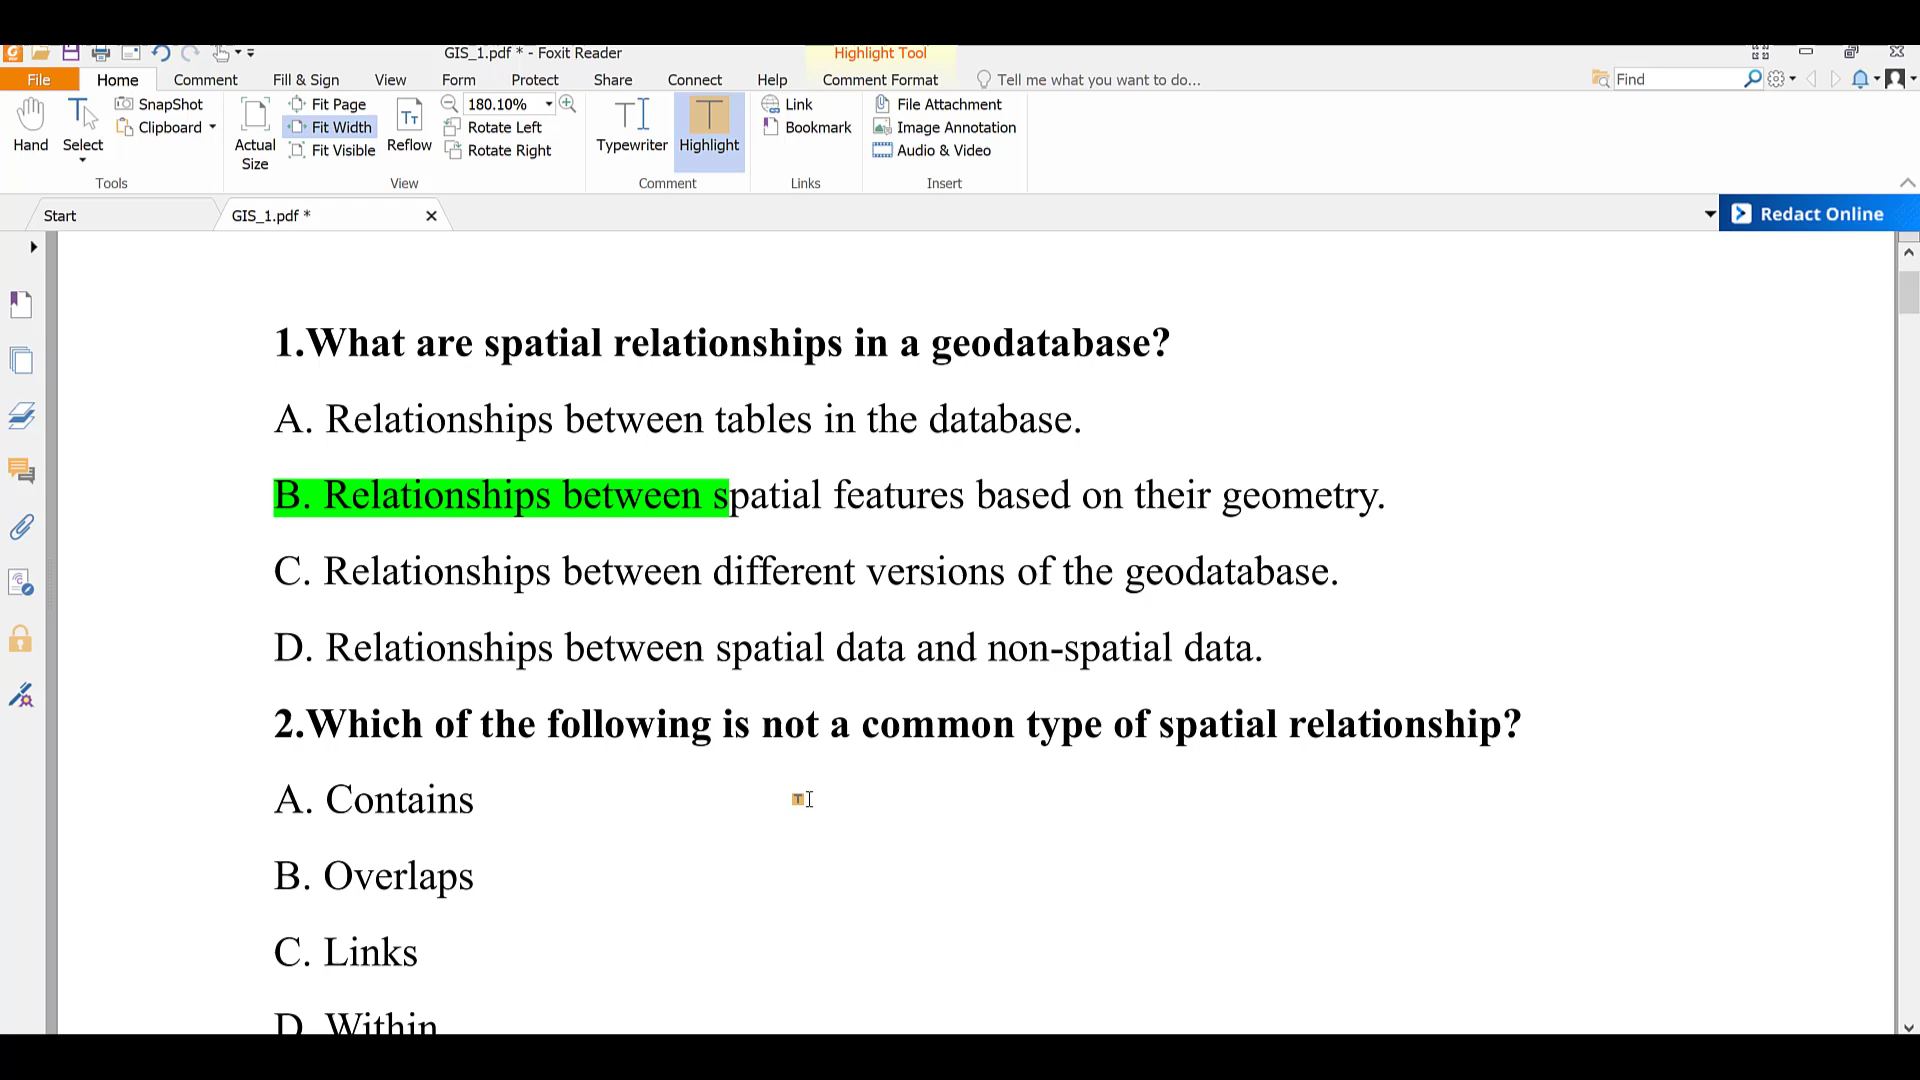 GIS_1.pdf * - Foxit Reader
Highlight Tool
File Home Comment Fill & Sign View Form Protect Share Connect Help Comment Format Tell me what you want to do... Find
Hand
Select
SnapShot
Clipboard
Tools
Actual Size
Fit Page
Fit Width
Fit Visible
Reflow
180.10%
Rotate Left
Rotate Right
View
Typewriter
Highlight
Comment
Link
Bookmark
Links
File Attachment
Image Annotation
Audio & Video
Insert
Start
GIS_1.pdf *
Redact Online
1.What are spatial relationships in a geodatabase?
A. Relationships between tables in the database.
B. Relationships between spatial features based on their geometry.
C. Relationships between different versions of the geodatabase.
D. Relationships between spatial data and non-spatial data.
2.Which of the following is not a common type of spatial relationship?
A. Contains
B. Overlaps
C. Links
D. Within